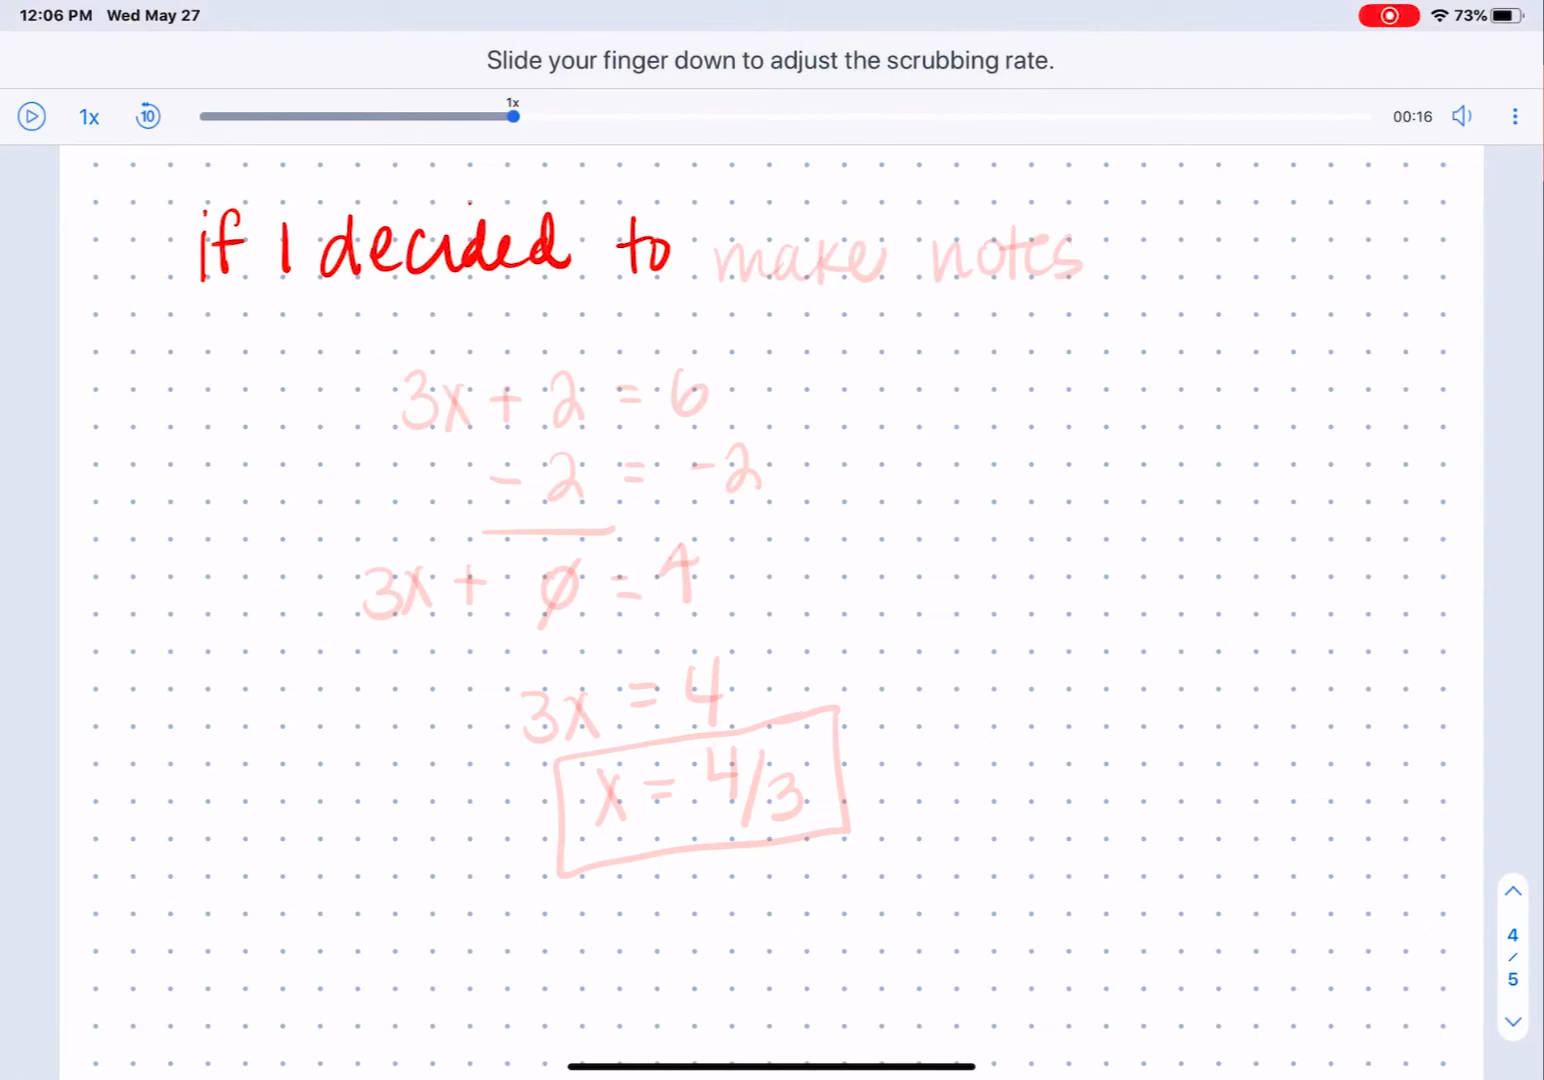 12:06 PM Wed May 27
73%
Slide your finger down to adjust the scrubbing rate.
1x
1x 10 00:16
if I decided to make notes
3x + 2 = 6
- 2 = -2
3x + 0 = 4
3x = 4
x = 4/3
4
/
5